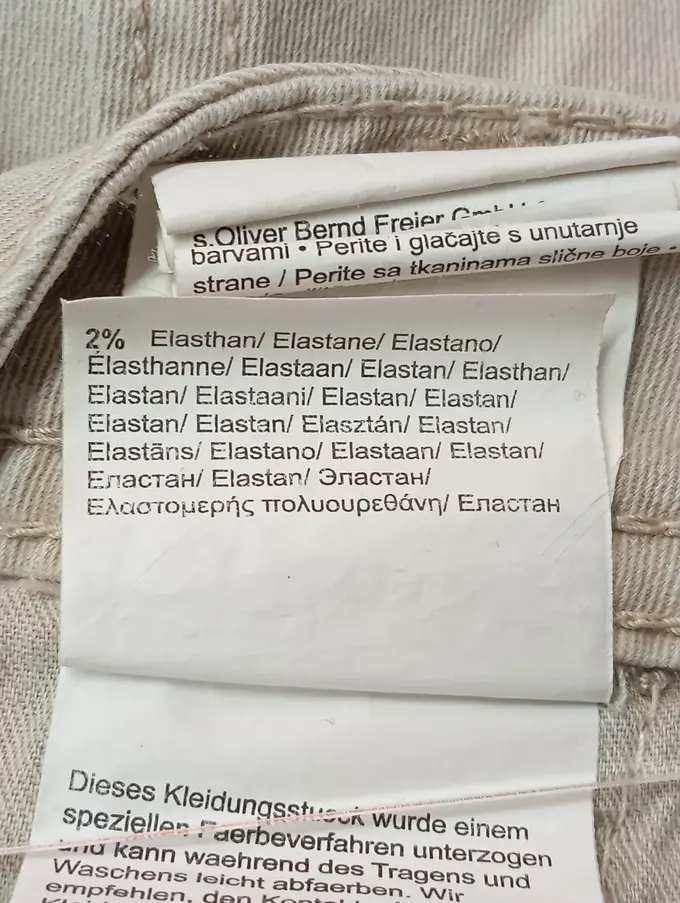 s.Oliver Bernd Freier
barvami • Perite i glačajte s unutarnje
strane / Perite sa tkaninama slične boje •
2% Elasthan/ Elastane/ Elastano/
Élasthanne/ Elastaan/ Elastan/ Elasthan/
Elastan/ Elastaani/ Elastan/ Elastan/
Elastan/ Elastan/ Elasztán/ Elastan/
Elastāns/ Elastano/ Elastaan/ Elastan/
Еластан/ Elastan/ Эластан/
Ελαστομερής πολυουρεθάνη/ Еластан
Dieses Kleidungsstueck wurde einem
speziellen Faerbeverfahren unterzogen
und kann waehrend des Tragens und
Waschens leicht abfaerben. Wir
empfehlen, den